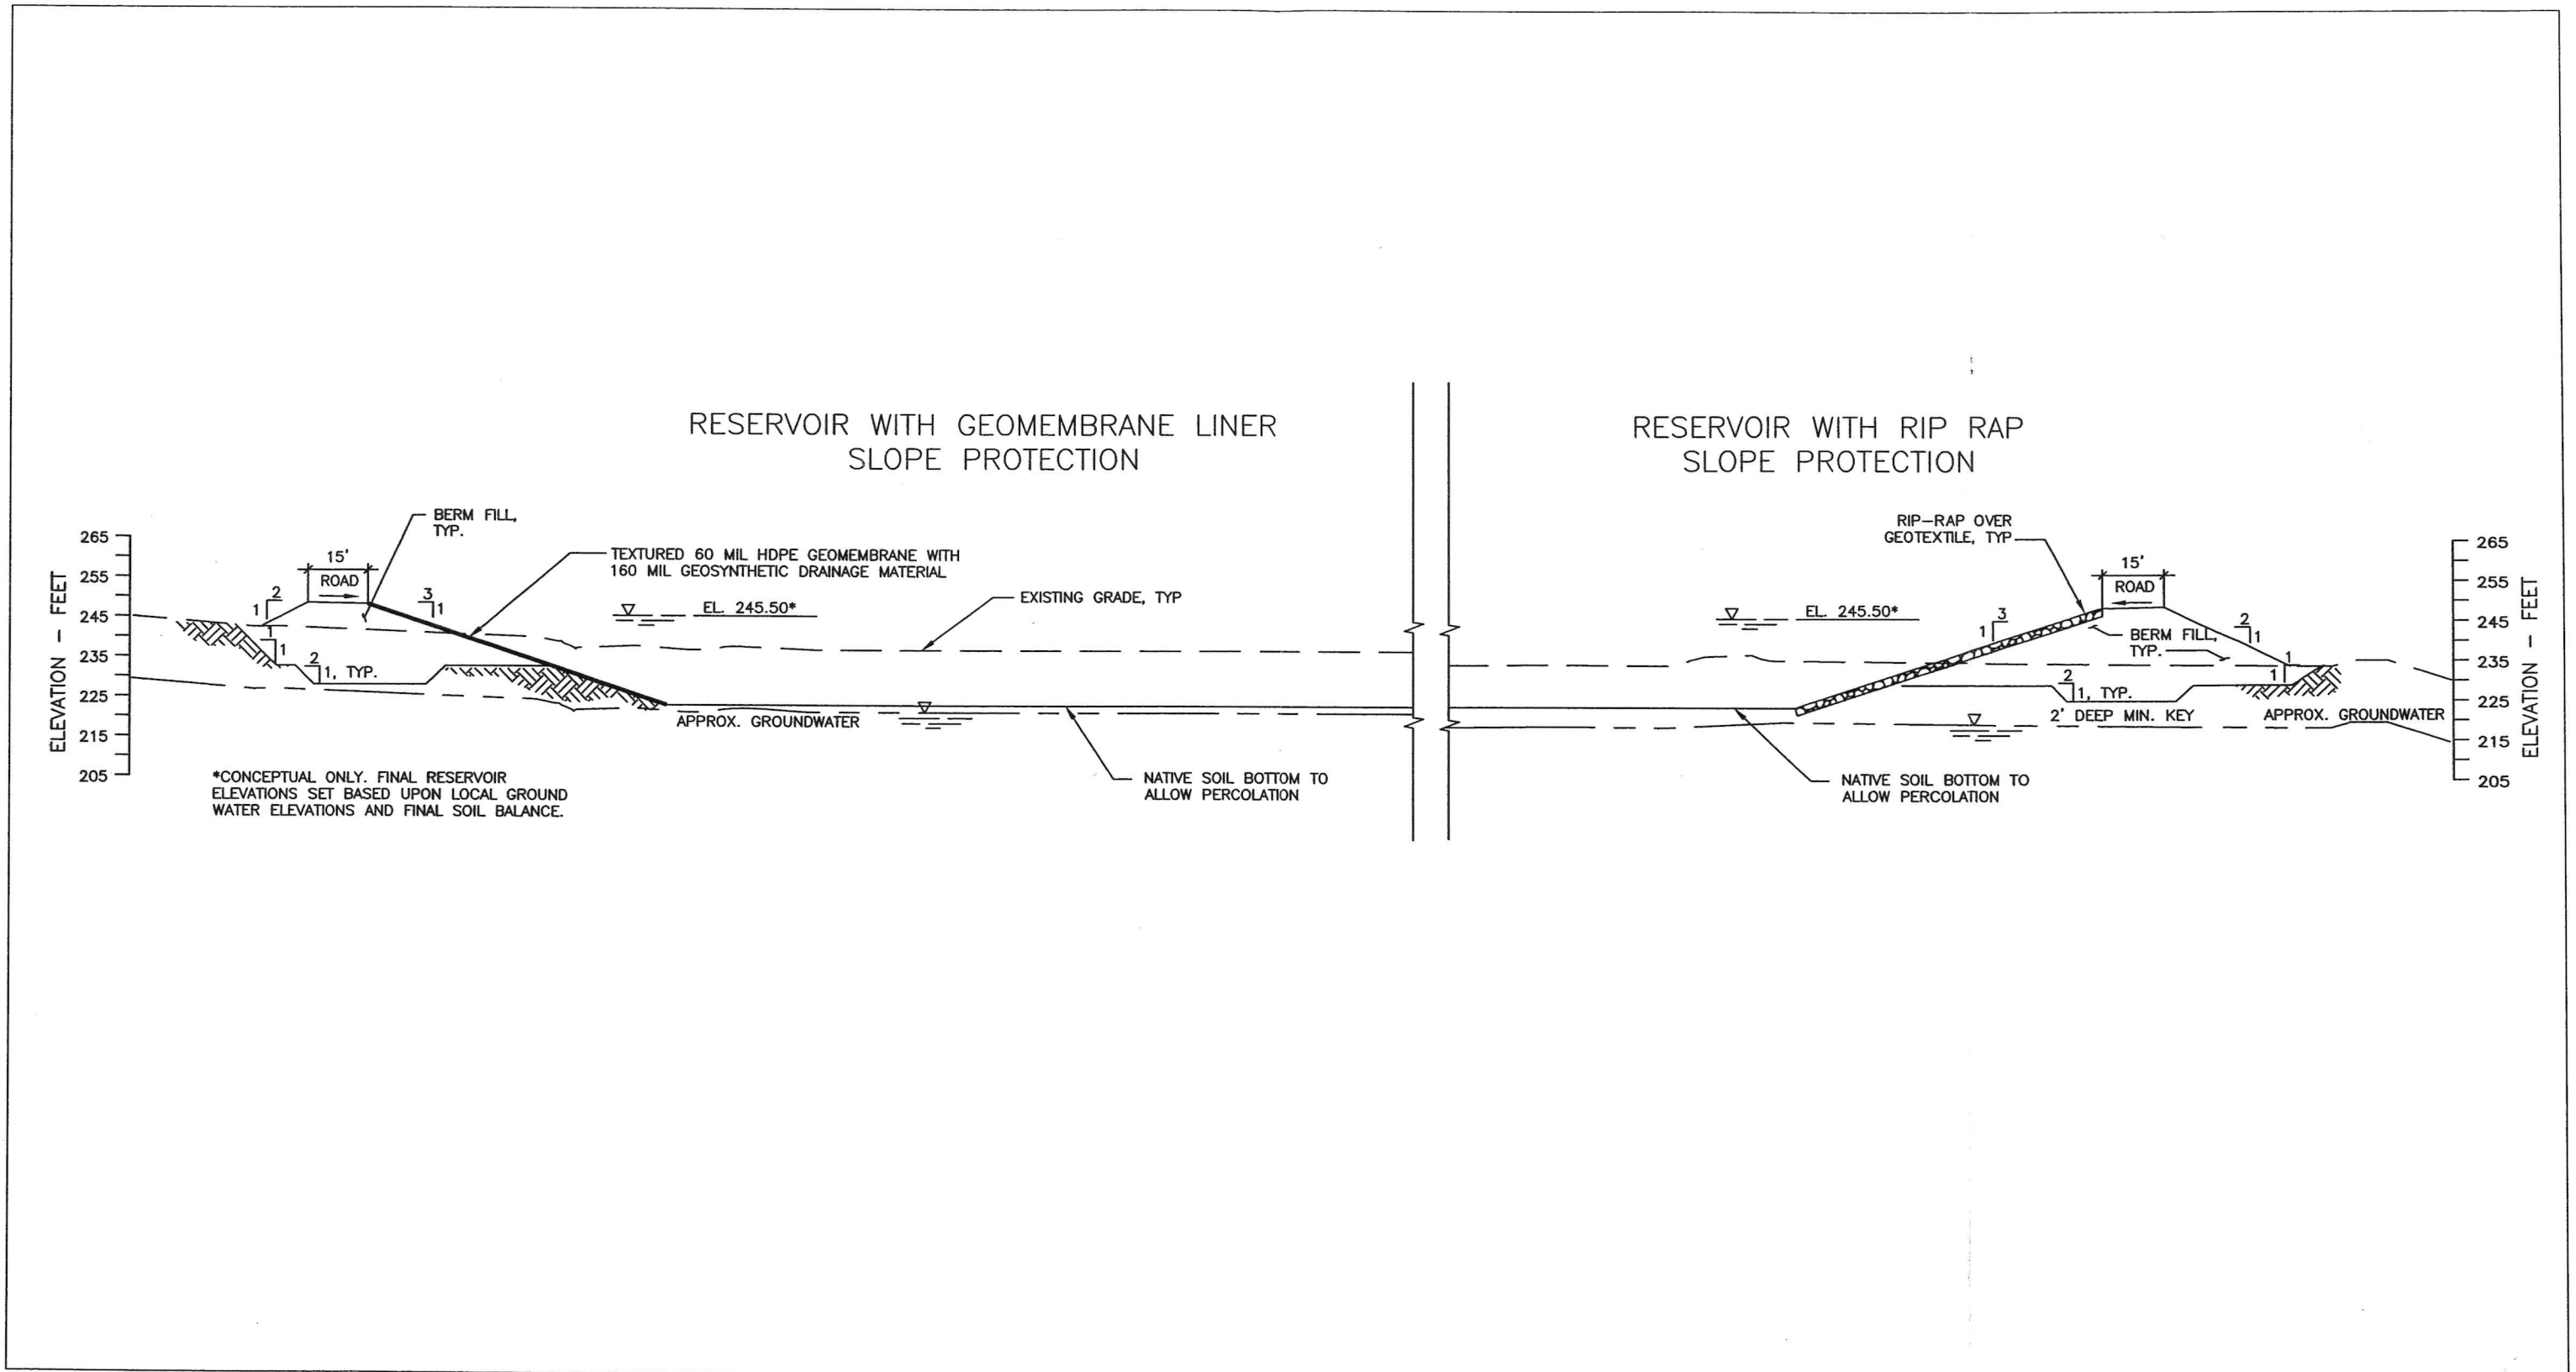 RESERVOIR WITH GEOMEMBRANE LINER
SLOPE PROTECTION
BERM FILL,
TYP.
265
255
245
235
225
215
205
ELEVATION – FEET
15'
ROAD
2
1
3
1
TEXTURED 60 MIL HDPE GEOMEMBRANE WITH
160 MIL GEOSYNTHETIC DRAINAGE MATERIAL
EL. 245.50*
EXISTING GRADE, TYP
1
1
2
1, TYP.
APPROX. GROUNDWATER
*CONCEPTUAL ONLY. FINAL RESERVOIR
ELEVATIONS SET BASED UPON LOCAL GROUND
WATER ELEVATIONS AND FINAL SOIL BALANCE.
NATIVE SOIL BOTTOM TO
ALLOW PERCOLATION
RESERVOIR WITH RIP RAP
SLOPE PROTECTION
RIP–RAP OVER
GEOTEXTILE, TYP
15'
ROAD
EL. 245.50*
3
1
2
1
BERM FILL,
TYP.
1
1
2
1, TYP.
2' DEEP MIN. KEY
APPROX. GROUNDWATER
NATIVE SOIL BOTTOM TO
ALLOW PERCOLATION
265
255
245
235
225
215
205
ELEVATION – FEET